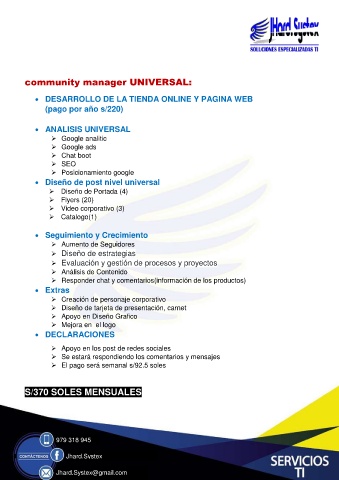 Jhard Systex
SOLUCIONES ESPECIALIZADAS TI
community manager UNIVERSAL:
• DESARROLLO DE LA TIENDA ONLINE Y PAGINA WEB
(pago por año s/220)
• ANALISIS UNIVERSAL
➢ Google analitic
➢ Google ads
➢ Chat boot
➢ SEO
➢ Posicionamiento google
• Diseño de post nivel universal
➢ Diseño de Portada (4)
➢ Flyers (20)
➢ Video corporativo (3)
➢ Catalogo(1)
• Seguimiento y Crecimiento
➢ Aumento de Seguidores
➢ Diseño de estrategias
➢ Evaluación y gestión de procesos y proyectos
➢ Análisis de Contenido
➢ Responder chat y comentarios(información de los productos)
• Extras
➢ Creación de personaje corporativo
➢ Diseño de tarjeta de presentación, carnet
➢ Apoyo en Diseño Grafico
➢ Mejora en el logo
• DECLARACIONES
➢ Apoyo en los post de redes sociales
➢ Se estará respondiendo los comentarios y mensajes
➢ El pago será semanal s/92.5 soles
S/370 SOLES MENSUALES
979 318 945
CONTÁCTENOS
Jhard.Systex
Jhard.Systex@gmail.com
SERVICIOS
TI